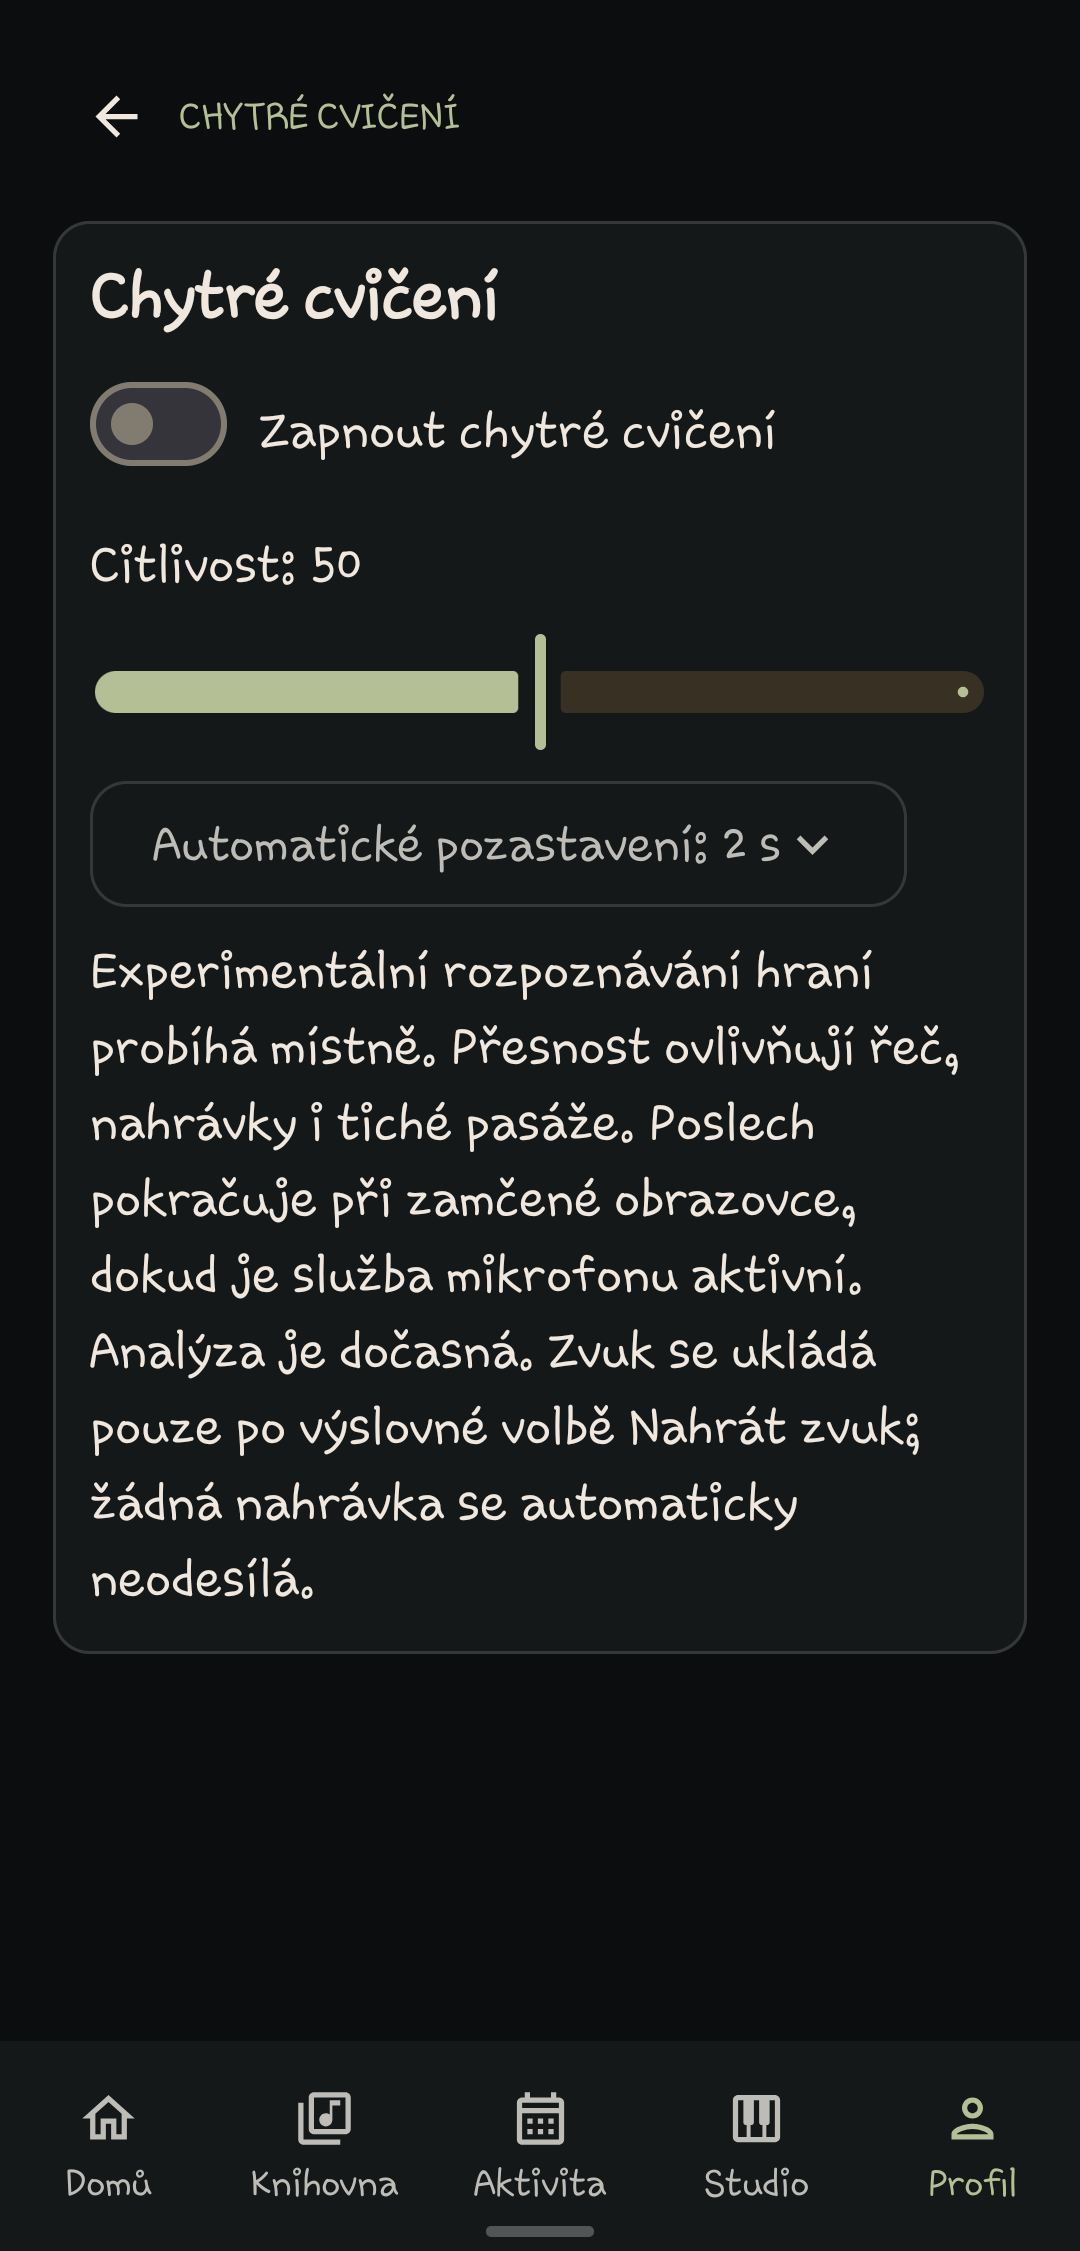 CHYTRÉ CVIČENÍ
Chytré cvičení
Zapnout chytré cvičení
Citlivost: 50
Automatické pozastavení: 2 s
Experimentální rozpoznávání hraní
probíhá místně. Přesnost ovlivňují řeč,
nahrávky i tiché pasáže. Poslech
pokračuje při zamčené obrazovce,
dokud je služba mikrofonu aktivní.
Analýza je dočasná. Zvuk se ukládá
pouze po výslovné volbě Nahrát zvuk;
žádná nahrávka se automaticky
neodesílá.
Domů Knihovna Aktivita Studio Profil